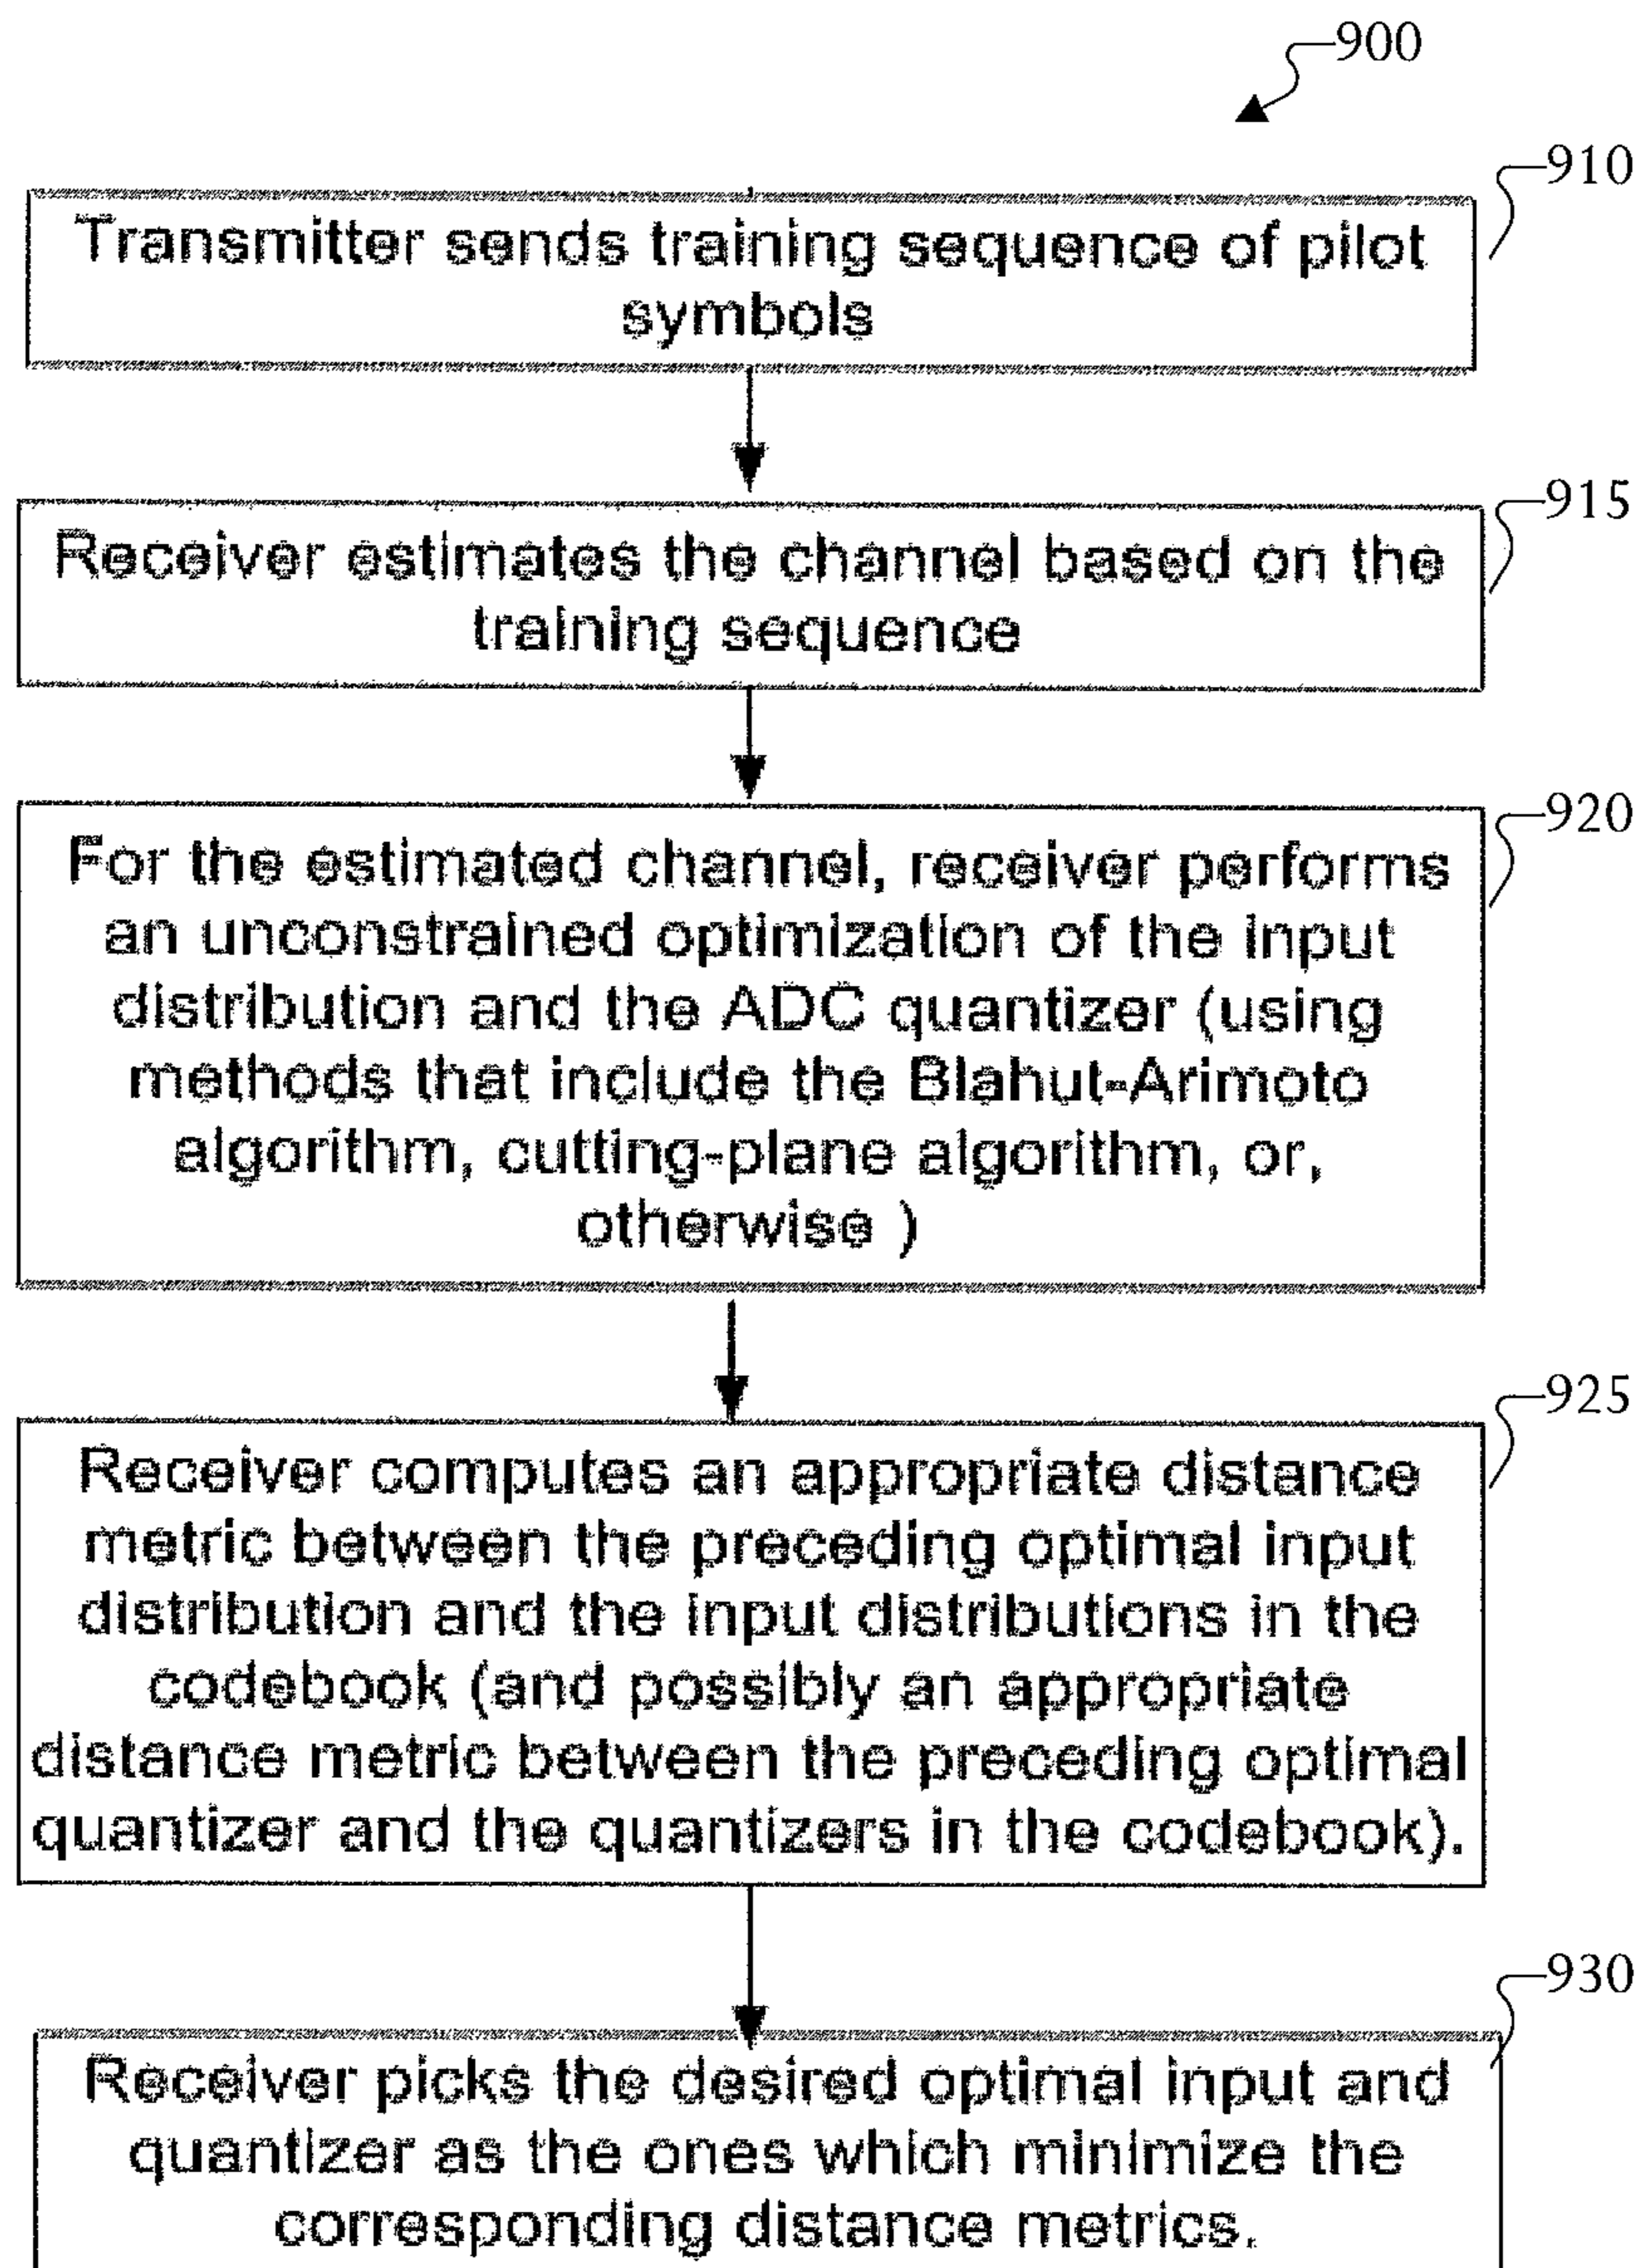 900
910
Transmitter sends training sequence of pilot
symbols
915
Receiver estimates the channel based on the
training sequence
920
For the estimated channel, receiver performs
an unconstrained optimization of the input
distribution and the ADC quantizer (using
methods that include the Blahut-Arimoto
algorithm, cutting-plane algorithm, or,
otherwise )
925
Receiver computes an appropriate distance
metric between the preceding optimal input
distribution and the input distributions in the
codebook (and possibly an appropriate
distance metric between the preceding optimal
quantizer and the quantizers in the codebook).
930
Receiver picks the desired optimal input and
quantizer as the ones which minimize the
corresponding distance metrics.